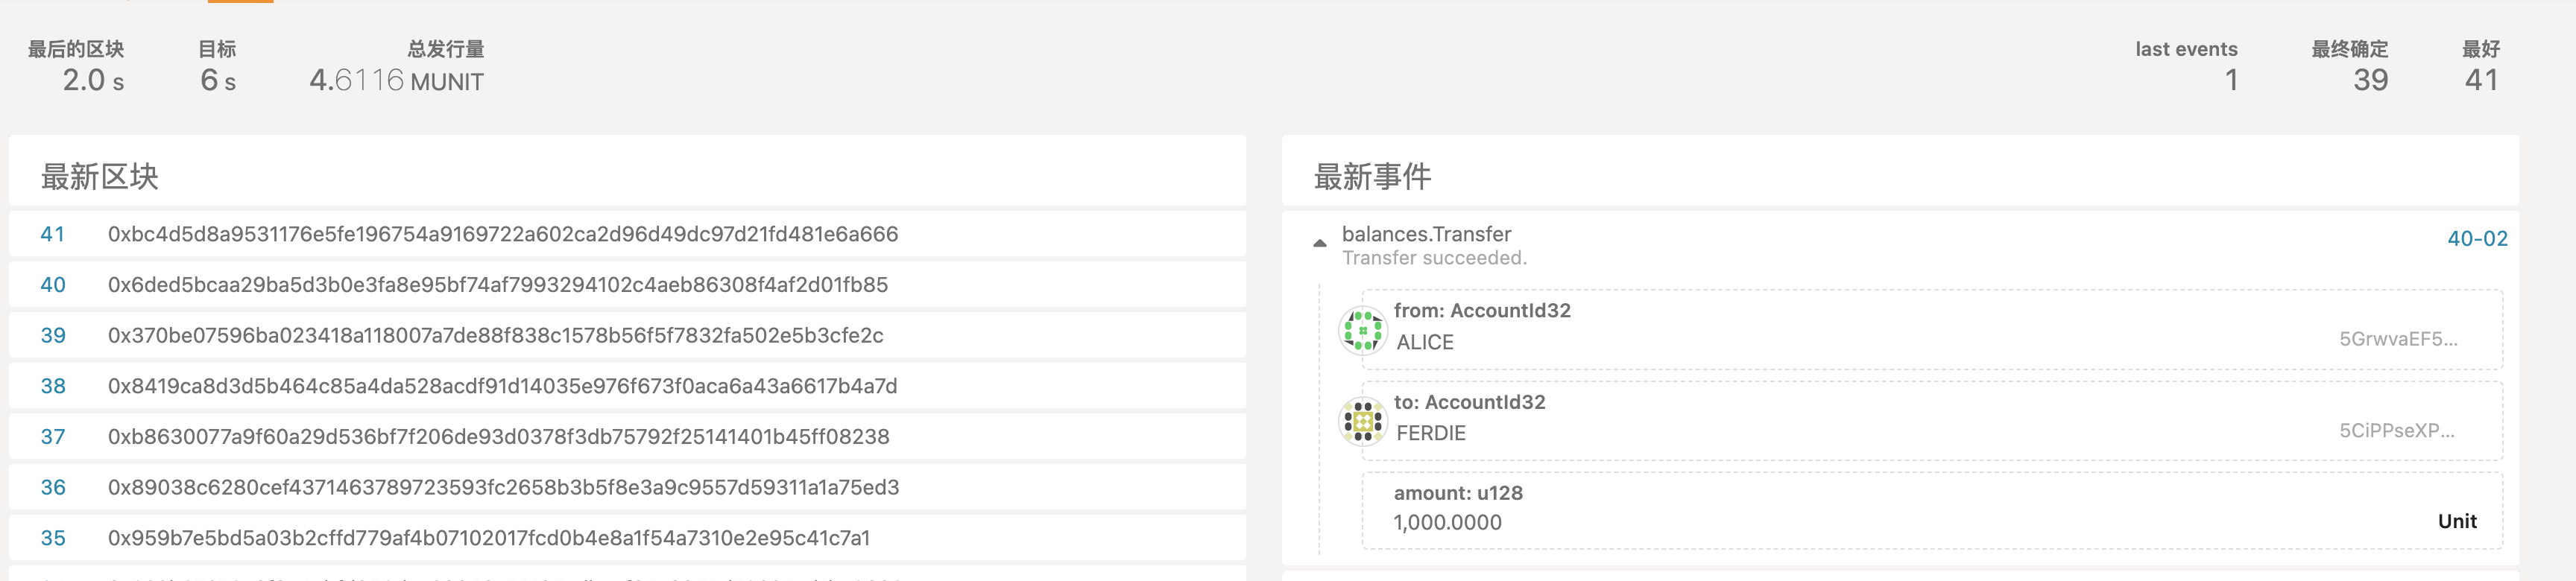 最后的区块 目标 总发行量 last events 最终确定 最好
2.0 s 6 s 4.6116 MUNIT 1 39 41
最新区块
41 0xbc4d5d8a9531176e5fe196754a9169722a602ca2d96d49dc97d21fd481e6a666
40 0x6ded5bcaa29ba5d3b0e3fa8e95bf74af7993294102c4aeb86308f4af2d01fb85
39 0x370be07596ba023418a118007a7de88f838c1578b56f5f7832fa502e5b3cfe2c
38 0x8419ca8d3d5b464c85a4da528acdf91d14035e976f673f0aca6a43a6617b4a7d
37 0xb8630077a9f60a29d536bf7f206de93d0378f3db75792f25141401b45ff08238
36 0x89038c6280cef4371463789723593fc2658b3b5f8e3a9c9557d59311a1a75ed3
35 0x959b7e5bd5a03b2cffd779af4b07102017fcd0b4e8a1f54a7310e2e95c41c7a1
最新事件
balances.Transfer 40-02
Transfer succeeded.
from: AccountId32
ALICE 5GrwvaEF5...
to: AccountId32
FERDIE 5CiPPseXP...
amount: u128
1,000.0000 Unit